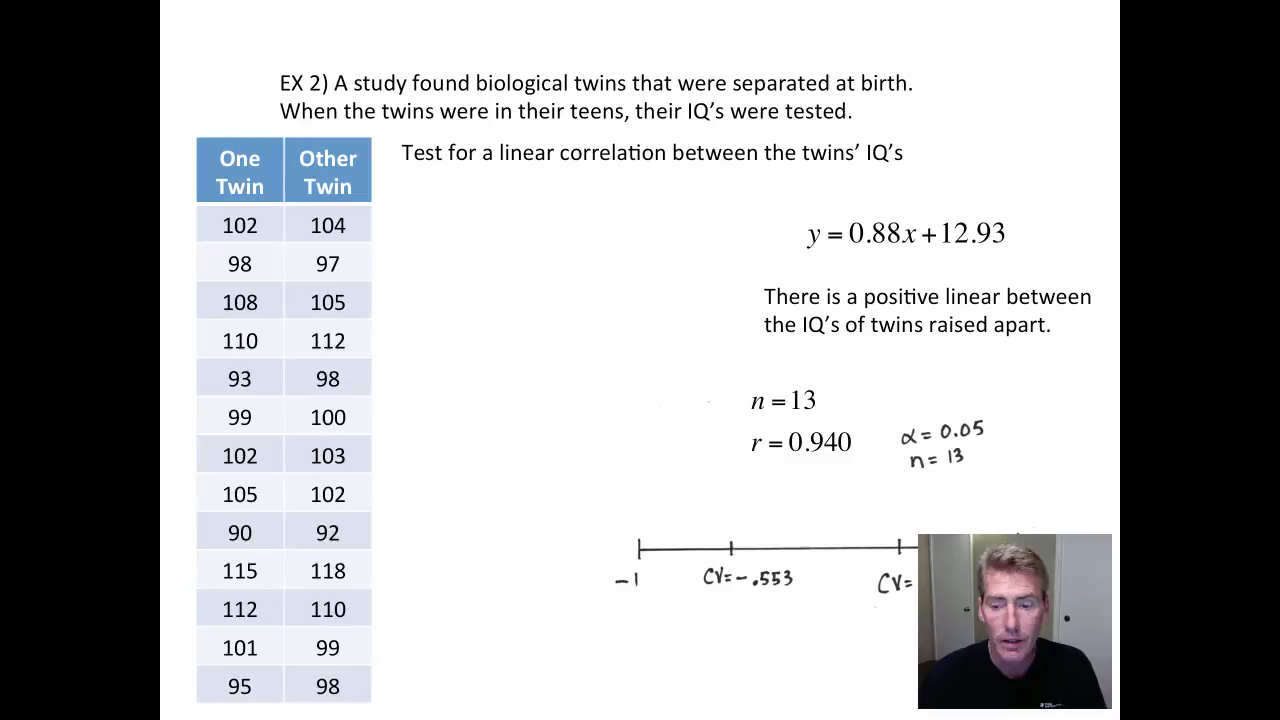 EX 2) A study found biological twins that were separated at birth.
When the twins were in their teens, their IQ's were tested.
Test for a linear correlation between the twins' IQ's
One Twin Other Twin
102 104
98 97
108 105
110 112
93 98
99 100
102 103
105 102
90 92
115 118
112 110
101 99
95 98
y = 0.88x + 12.93
There is a positive linear between
the IQ's of twins raised apart.
n = 13
r = 0.940
α = 0.05
n = 13
-1 CV=-.553 CV=